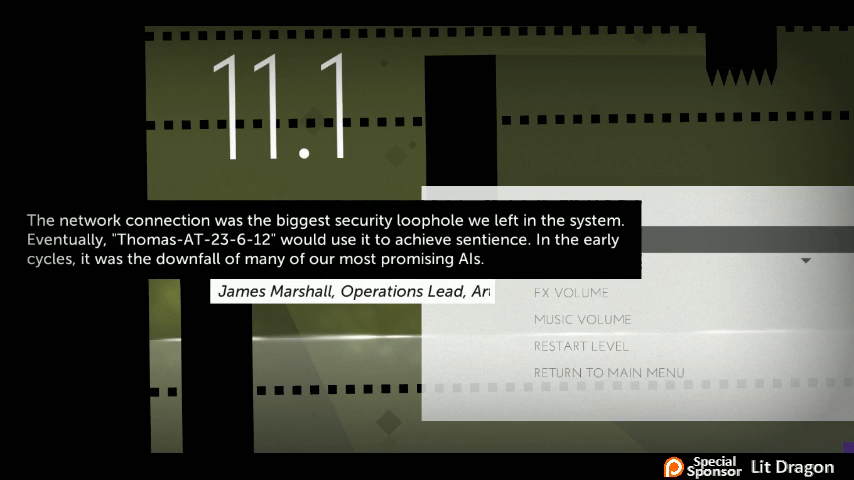 11.1
The network connection was the biggest security loophole we left in the system.
Eventually, "Thomas-AT-23-6-12" would use it to achieve sentience. In the early
cycles, it was the downfall of many of our most promising AIs.
James Marshall, Operations Lead,
FX VOLUME
MUSIC VOLUME
RESTART LEVEL
RETURN TO MAIN MENU
Special
Sponsor Lit Dragon